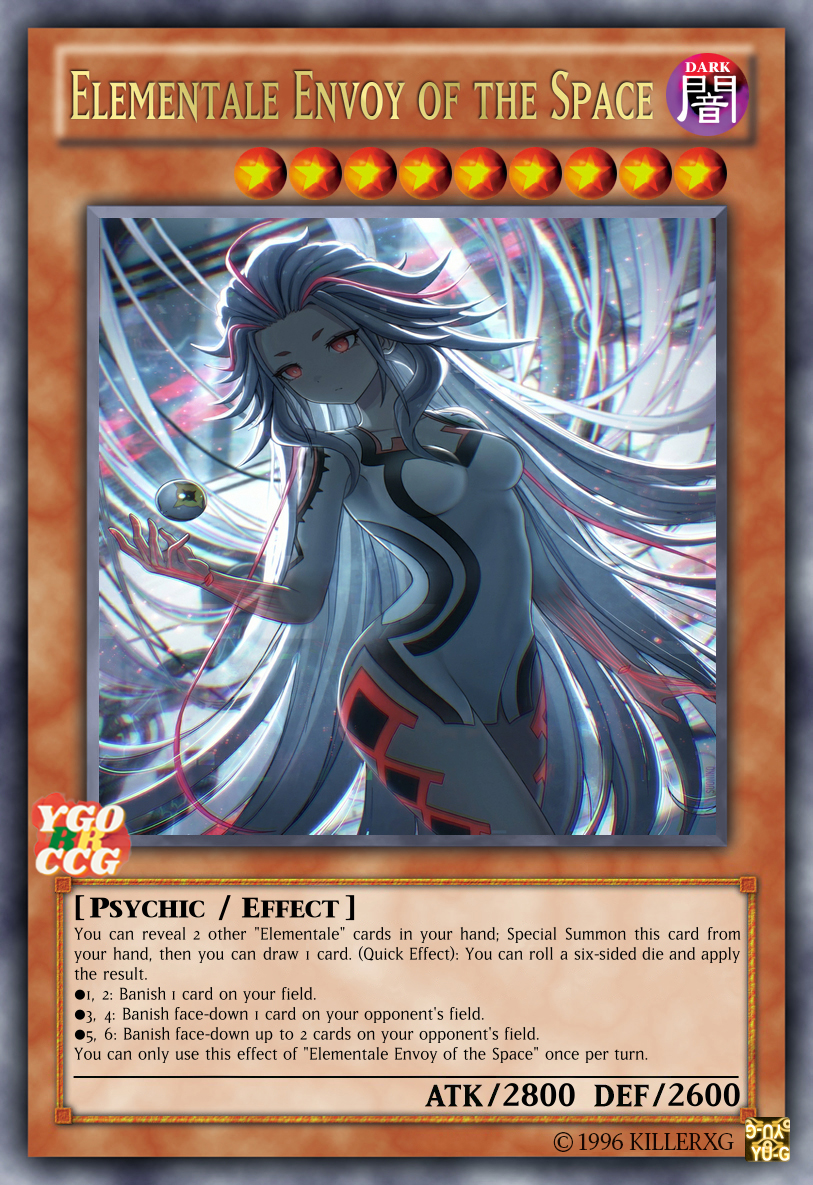 Elementale Envoy of the Space
DARK
闇
YGO
BR
CCG
[ Psychic / Effect ]
You can reveal 2 other "Elementale" cards in your hand; Special Summon this card from
your hand, then you can draw 1 card. (Quick Effect): You can roll a six-sided die and apply
the result.
●1, 2: Banish 1 card on your field.
●3, 4: Banish face-down 1 card on your opponent's field.
●5, 6: Banish face-down up to 2 cards on your opponent's field.
You can only use this effect of "Elementale Envoy of the Space" once per turn.
ATK/2800 DEF/2600
© 1996 KILLERXG
YU-G